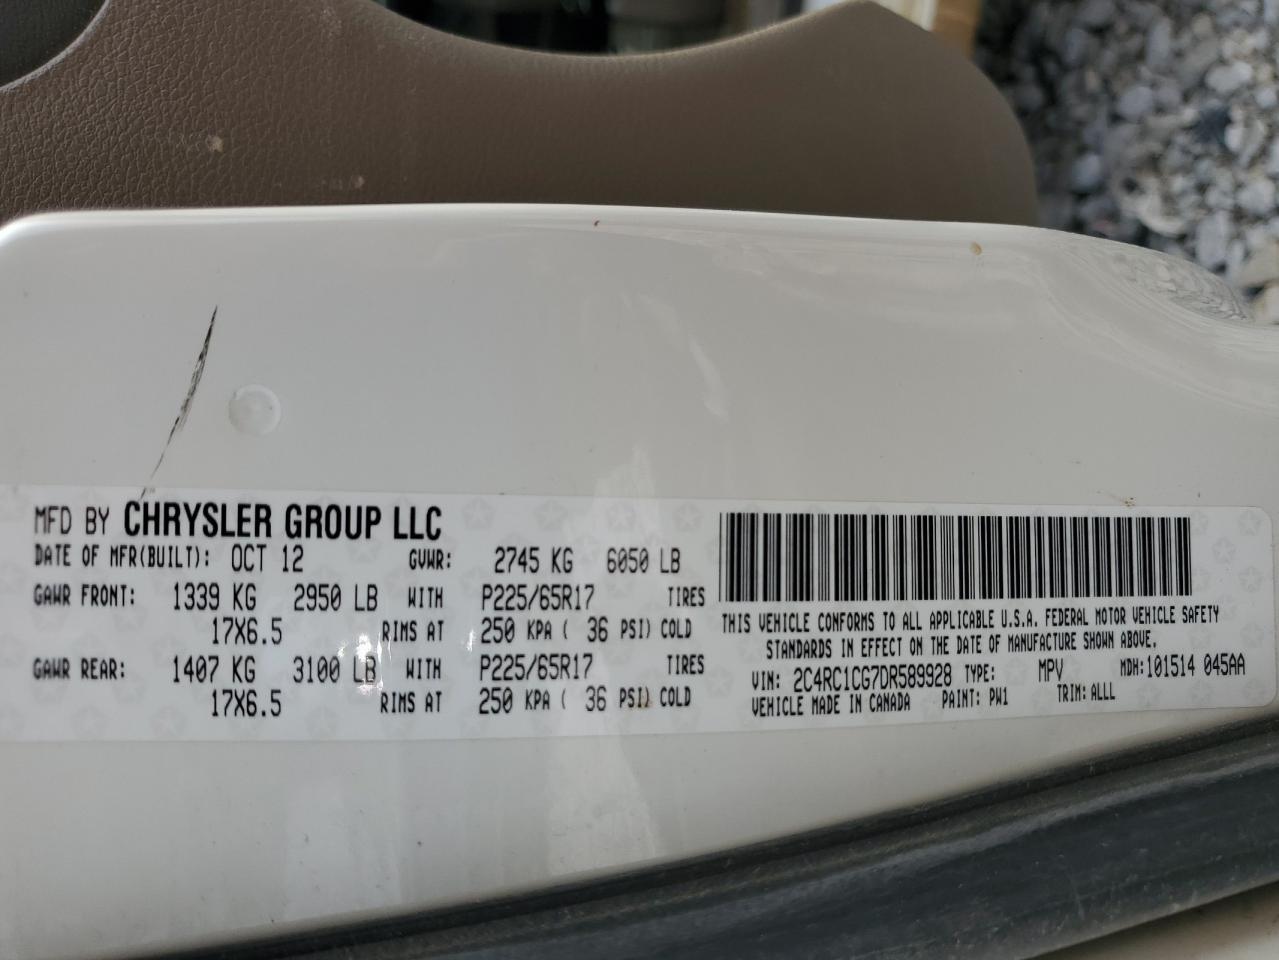 MFD BY CHRYSLER GROUP LLC
DATE OF MFR(BUILT): OCT 12 GVWR: 2745 KG 6050 LB
GAWR FRONT: 1339 KG 2950 LB WITH P225/65R17 TIRES
17X6.5 RIMS AT 250 KPA ( 36 PSI) COLD
GAWR REAR: 1407 KG 3100 LB WITH P225/65R17 TIRES
17X6.5 RIMS AT 250 KPA ( 36 PSI) COLD
THIS VEHICLE CONFORMS TO ALL APPLICABLE U.S.A. FEDERAL MOTOR VEHICLE SAFETY
STANDARDS IN EFFECT ON THE DATE OF MANUFACTURE SHOWN ABOVE.
VIN: 2C4RC1CG7DR589928 TYPE: MPV MDH:101514 045AA
VEHICLE MADE IN CANADA PAINT: PW1 TRIM: ALLL